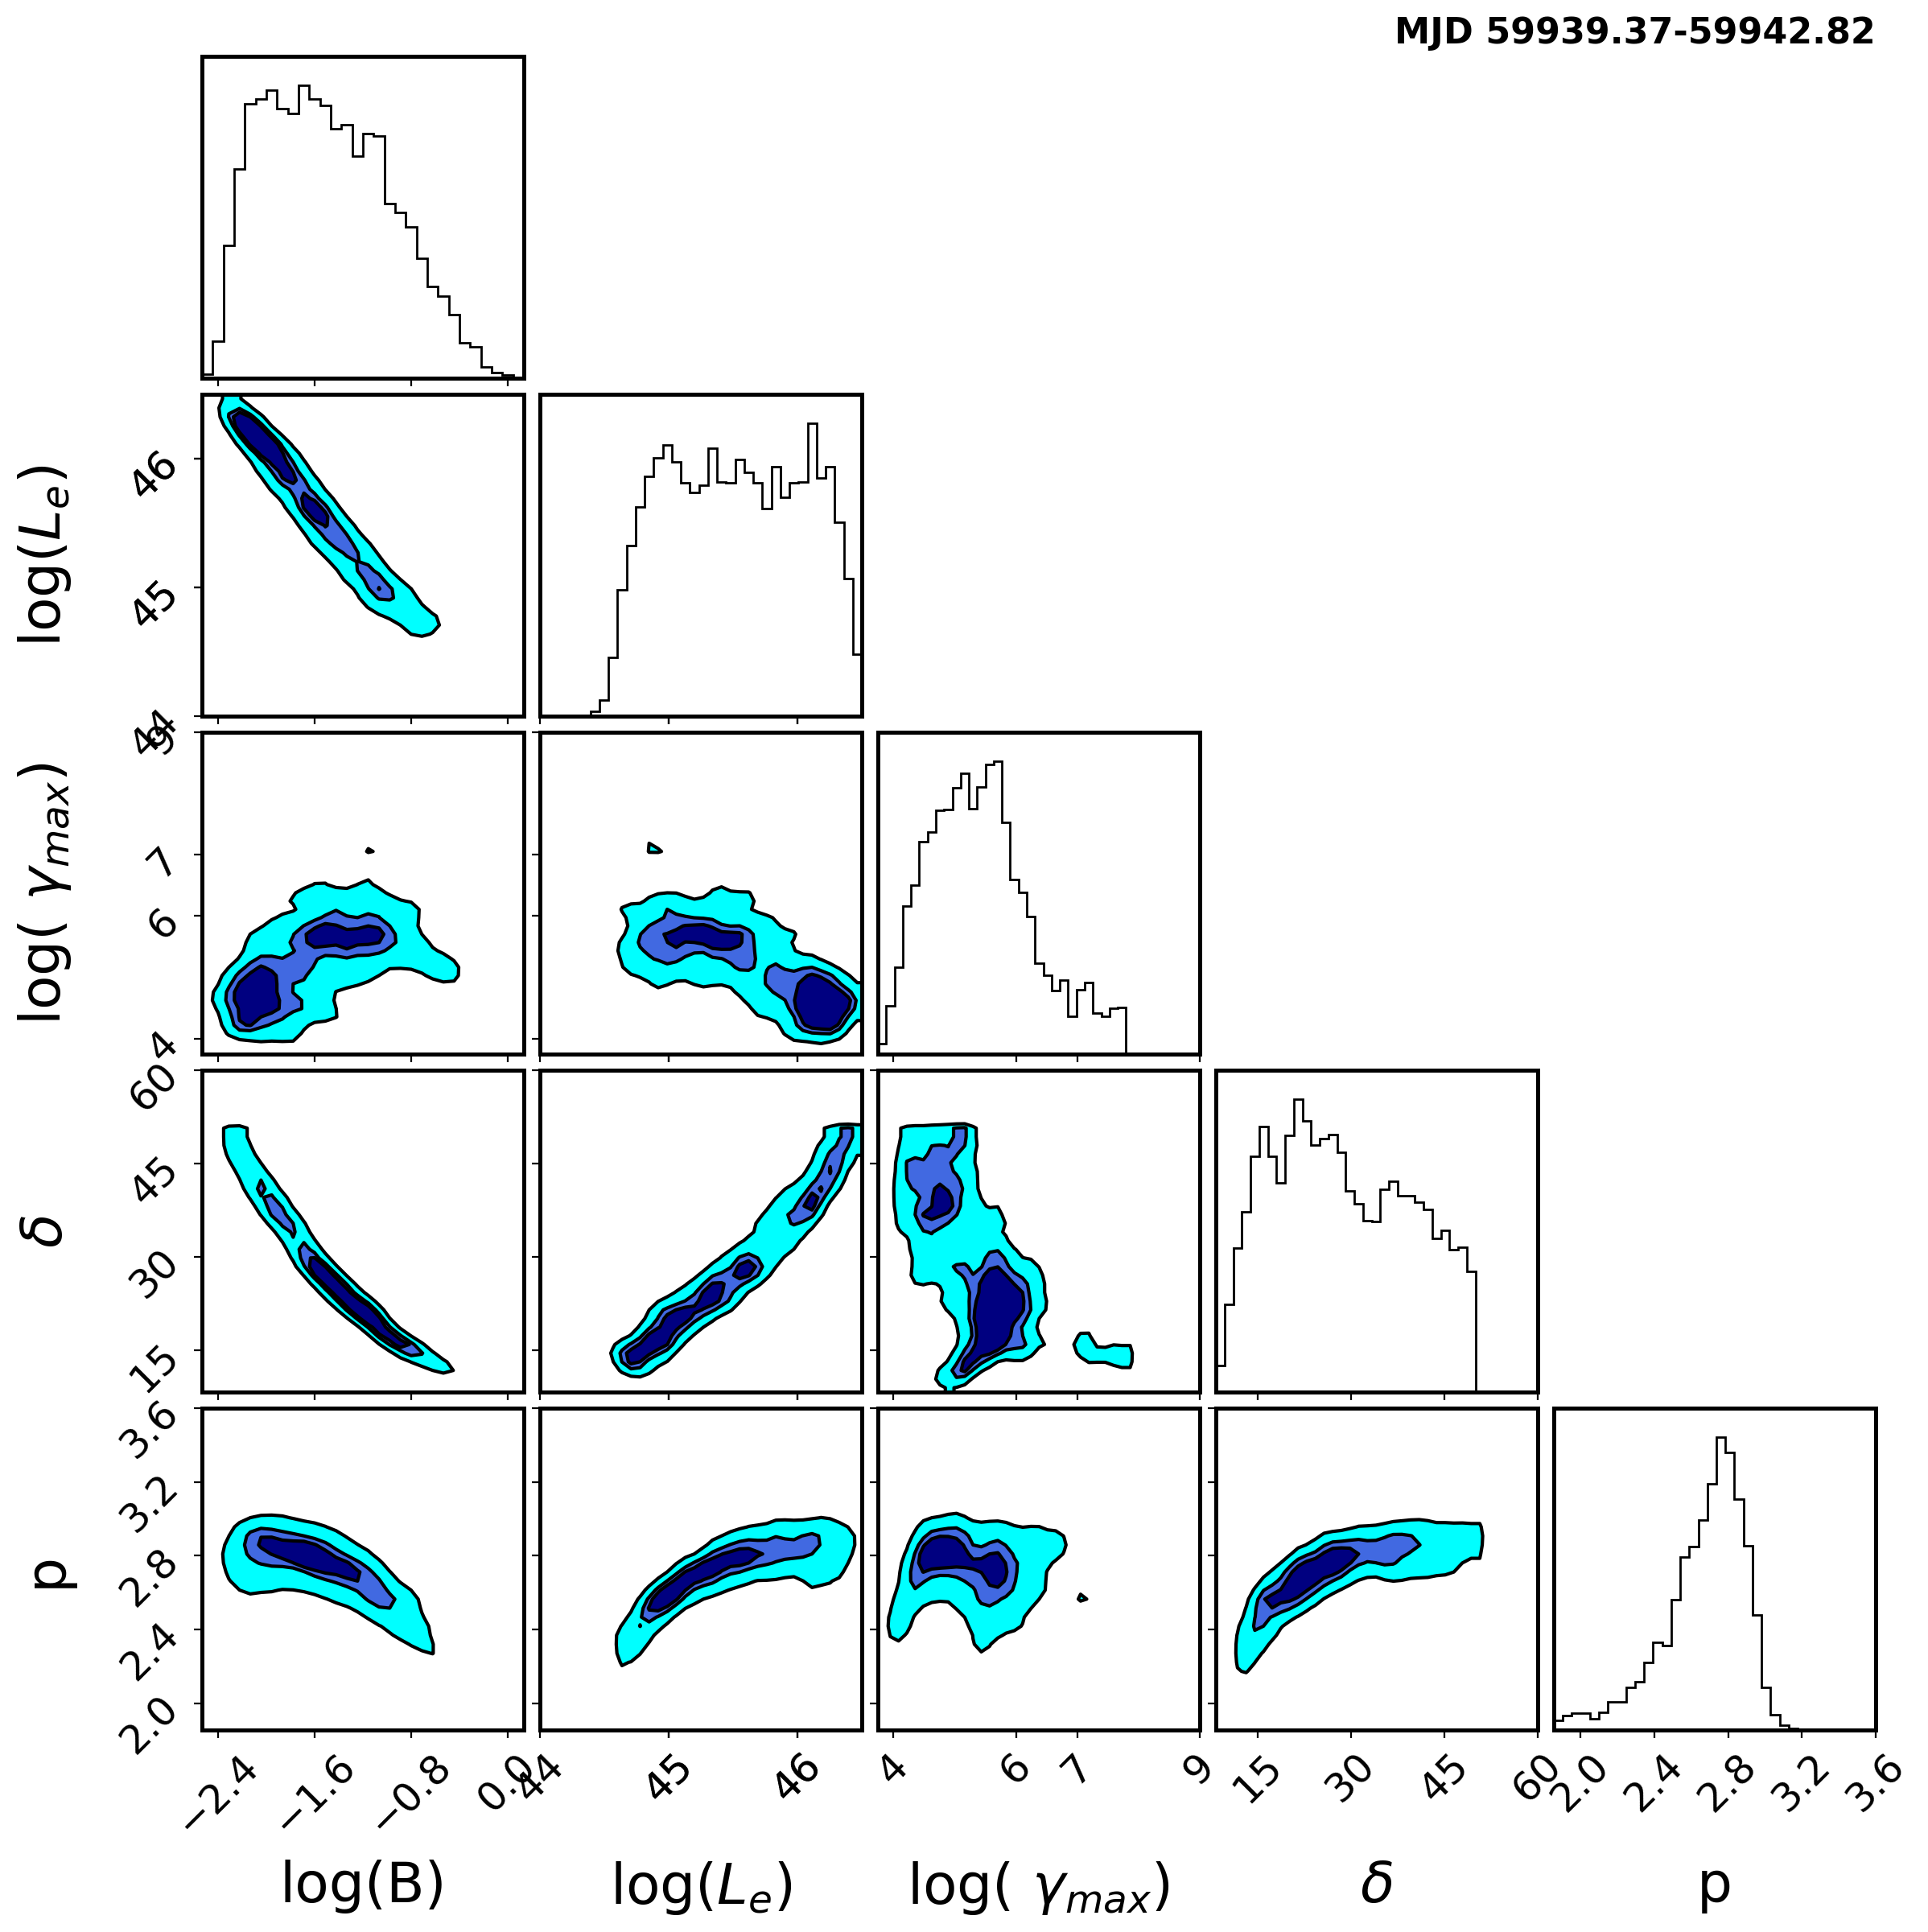 MJD 59939.37-59942.82
log(L_e)
46
45
44
log( γ_max)
9
7
6
4
δ
60
45
30
15
p
3.6
3.2
2.8
2.4
2.0
−2.4 −1.6 −0.8 0.0 44 45 46 4 6 7 9 15 30 45 60 2.0 2.4 2.8 3.2 3.6
log(B) log(L_e) log( γ_max) δ p